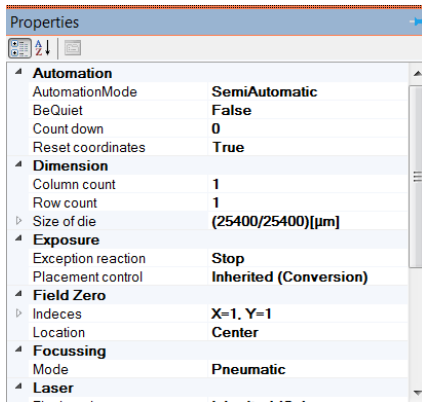 Properties
Automation
AutomationMode SemiAutomatic
BeQuiet False
Count down 0
Reset coordinates True
Dimension
Column count 1
Row count 1
Size of die (25400/25400)[µm]
Exposure
Exception reaction Stop
Placement control Inherited (Conversion)
Field Zero
Indeces X=1, Y=1
Location Center
Focussing
Mode Pneumatic
Laser